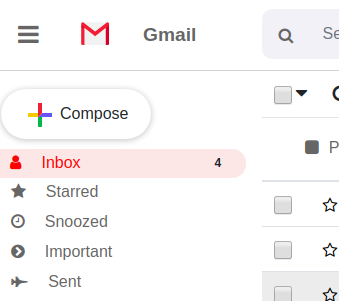 Gmail
Compose
Inbox 4
Starred
Snoozed
Important
Sent